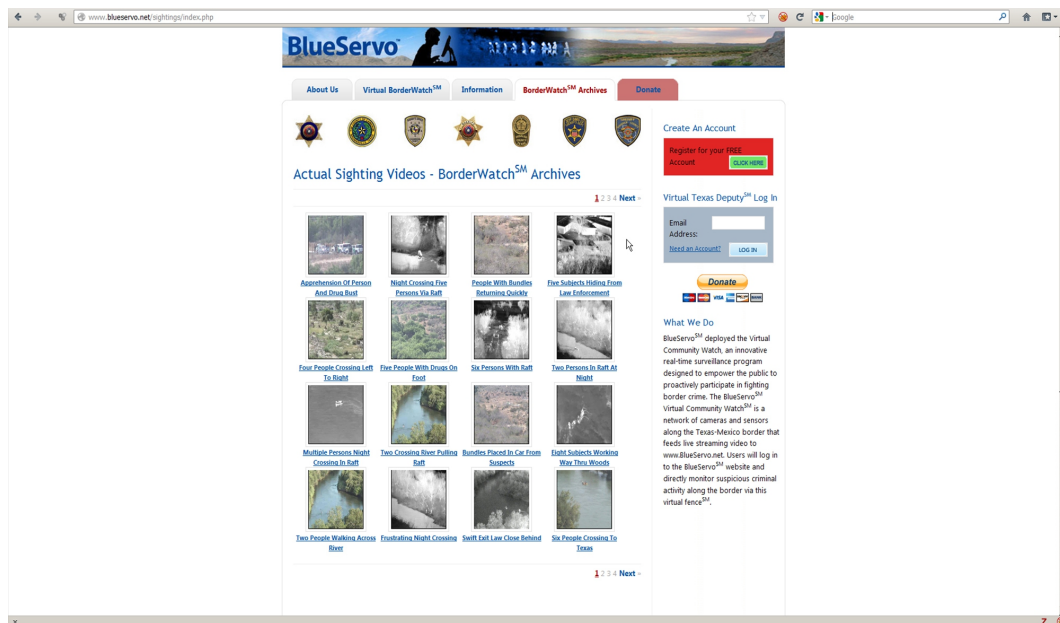 www.blueservo.net/sightings/index.php
Google
BlueServo™
About Us
Virtual BorderWatch℠
Information
BorderWatch℠ Archives
Donate
Actual Sighting Videos - BorderWatch℠ Archives
1 2 3 4 Next »
Apprehension Of Person
And Drug Bust
Night Crossing Five
Persons Via Raft
People With Bundles
Returning Quickly
Five Subjects Hiding From
Law Enforcement
Four People Crossing Left
To Right
Five People With Drugs On
Foot
Six Persons With Raft
Two Persons In Raft At
Night
Multiple Persons Night
Crossing In Raft
Two Crossing River Pulling
Raft
Bundles Placed In Car From
Suspects
Eight Subjects Working
Way Thru Woods
Two People Walking Across
River
Frustrating Night Crossing
Swift Exit Law Close Behind
Six People Crossing To
Texas
1 2 3 4 Next »
Create An Account
Register for your FREE
Account
CLICK HERE
Virtual Texas Deputy℠ Log In
Email
Address:
Need an Account?
LOG IN
Donate
VISA
What We Do
BlueServo℠ deployed the Virtual
Community Watch, an innovative
real-time surveillance program
designed to empower the public to
proactively participate in fighting
border crime. The BlueServo℠
Virtual Community Watch℠ is a
network of cameras and sensors
along the Texas-Mexico border that
feeds live streaming video to
www.BlueServo.net. Users will log in
to the BlueServo℠ website and
directly monitor suspicious criminal
activity along the border via this
virtual fence℠.
x
Z